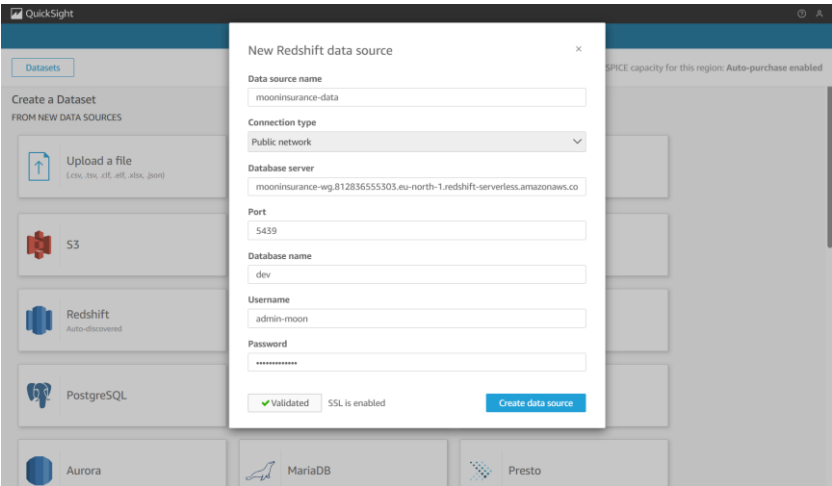 QuickSight
Datasets
SPICE capacity for this region: Auto-purchase enabled
Create a Dataset
FROM NEW DATA SOURCES
Upload a file
(.csv, .tsv, .clf, .elf, .xlsx, .json)
S3
Redshift
Auto-discovered
PostgreSQL
Aurora
MariaDB
Presto
New Redshift data source
Data source name
mooninsurance-data
Connection type
Public network
Database server
mooninsurance-wg.812836555303.eu-north-1.redshift-serverless.amazonaws.co
Port
5439
Database name
dev
Username
admin-moon
Password
•••••••••••••
Validated
SSL is enabled
Create data source